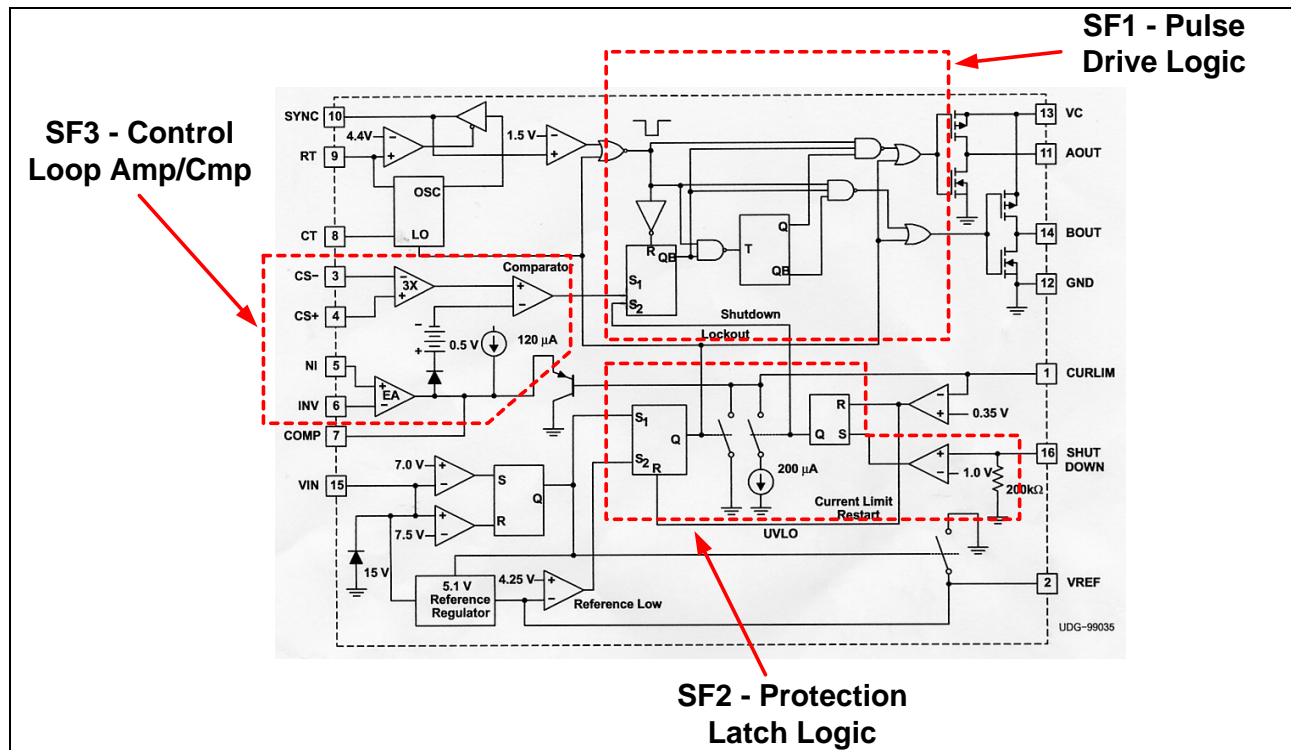 SF1 - Pulse
Drive Logic
SF3 - Control
Loop Amp/Cmp
SYNC 10
4.4V
RT 9
1.5 V
OSC
LO
CT 8
13 VC
11 AOUT
14 BOUT
12 GND
Q
T
QB
R
QB
S1
S2
Shutdown
Lockout
Comparator
CS− 3
3X
CS+ 4
0.5 V
120 µA
NI 5
EA
INV 6
COMP 7
1 CURLIM
0.35 V
R
Q S
S1
Q
S2
R
200 µA
16 SHUT
DOWN
1.0 V
200kΩ
Current Limit
Restart
UVLO
7.0 V
VIN 15
S
Q
R
7.5 V
15 V
5.1 V
Reference
Regulator
4.25 V
Reference Low
2 VREF
UDG−99035
SF2 - Protection
Latch Logic